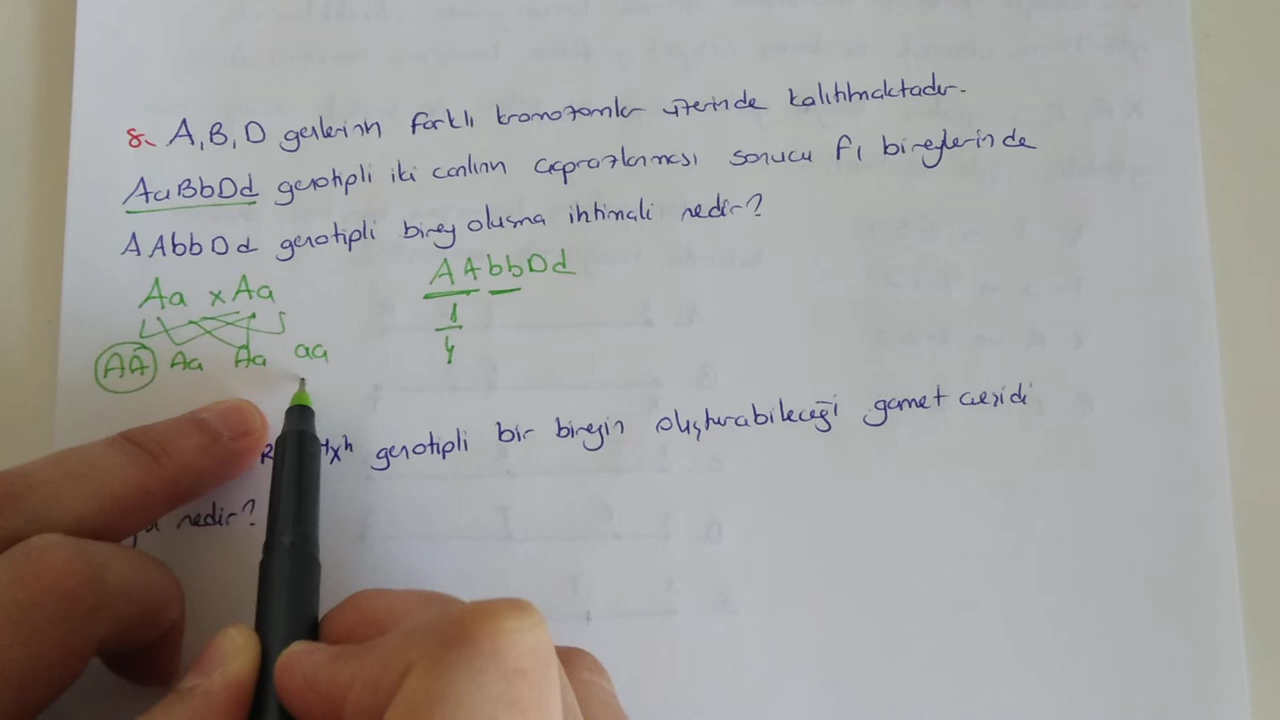 8. A, B, D genlerinin farklı kromozomlar üzerinde kalıtılmaktadır.
AaBbDd genotipli iki canlının çaprazlanması sonucu F1 bireylerinde
AAbbDd genotipli birey oluşma ihtimali nedir?
Aa x Aa
AA Aa Aa aa
AAbbDd
1
4
genotipli bir bireyin oluşturabileceği gamet çeşidi
nedir?